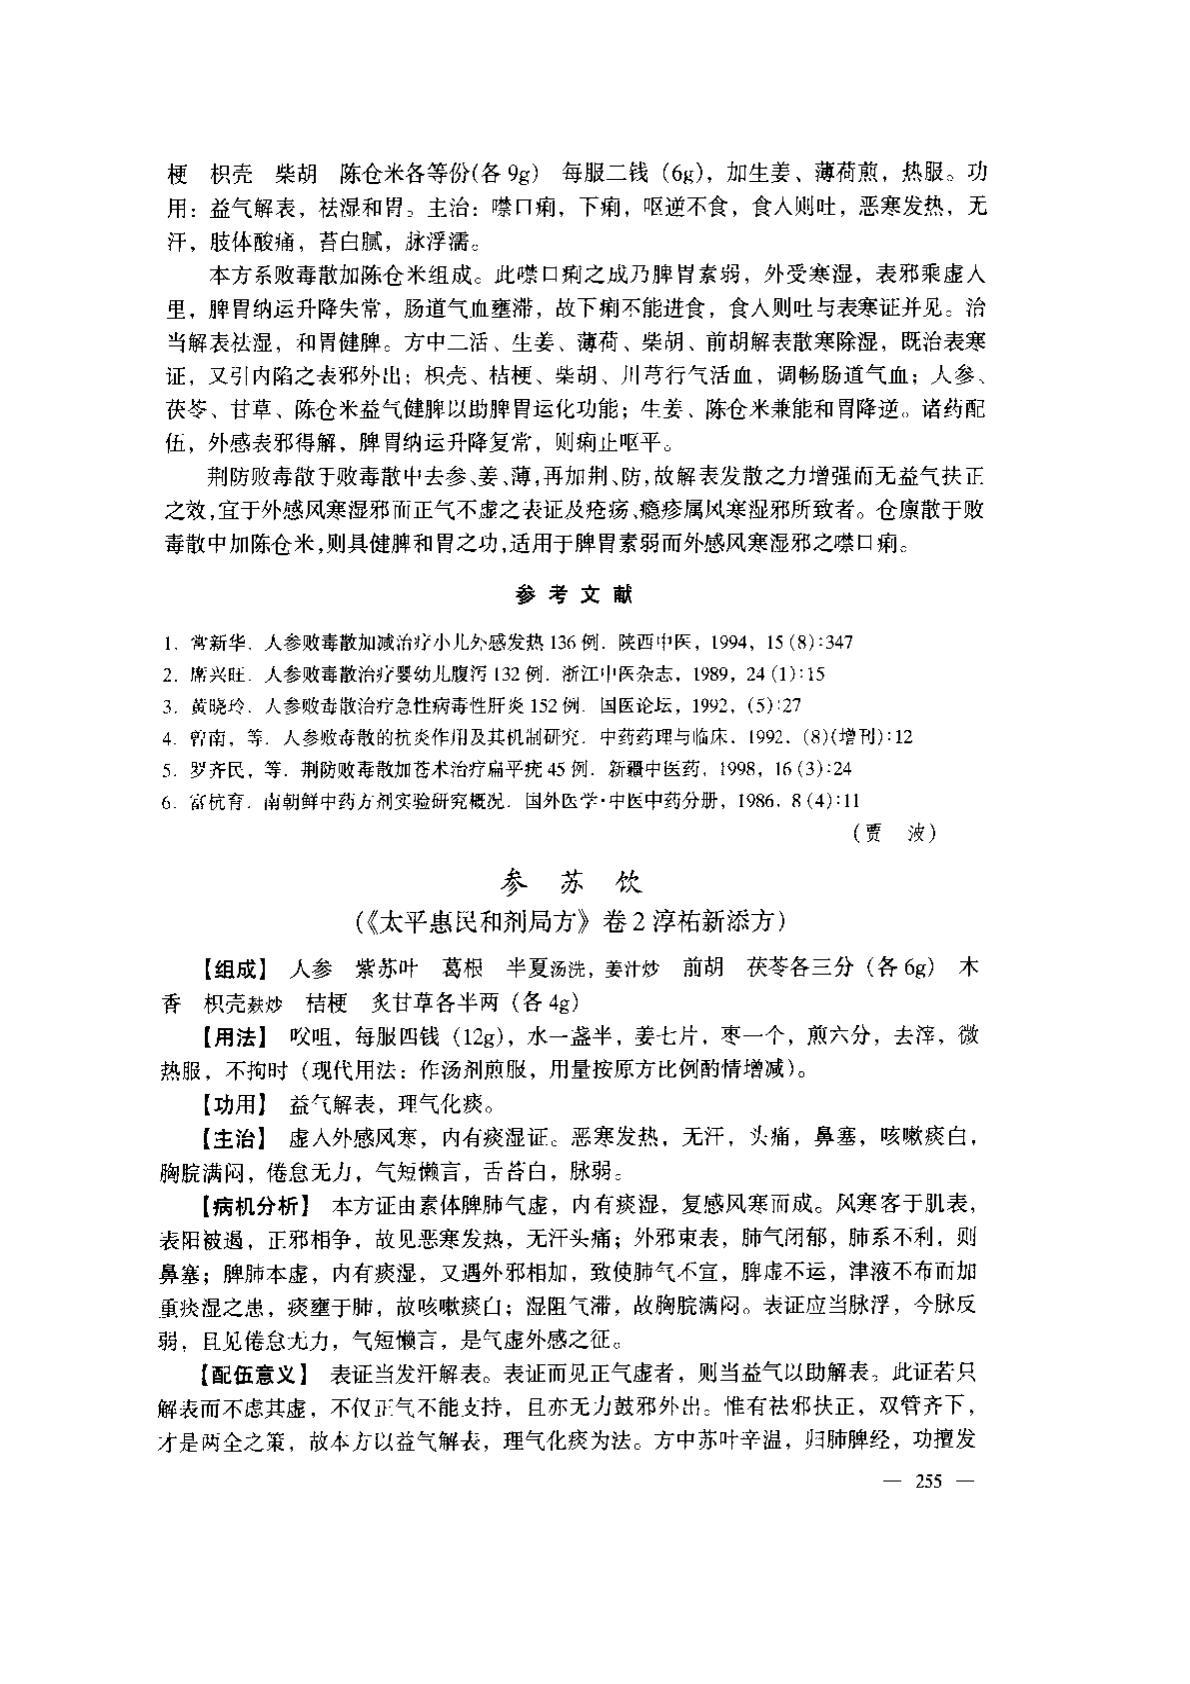 梗　枳壳　柴胡　陈仓米各等份(各 9g)　每服二钱（6g)，加生姜、薄荷煎，热服。功
用：益气解表，祛湿和胃。主治：噤口痢，下痢，呕逆不食，食入则吐，恶寒发热，无
汗，肢体酸痛，苔白腻，脉浮濡。
本方系败毒散加陈仓米组成。此噤口痢之成乃脾胃素弱，外受寒湿，表邪乘虚入
里，脾胃纳运升降失常，肠道气血壅滞，故下痢不能进食，食入则吐与表寒证并见。治
当解表祛湿，和胃健脾。方中二活、生姜、薄荷、柴胡、前胡解表散寒除湿，既治表寒
证，又引内陷之表邪外出；枳壳、桔梗、柴胡、川芎行气活血，调畅肠道气血；人参、
茯苓、甘草、陈仓米益气健脾以助脾胃运化功能；生姜、陈仓米兼能和胃降逆。诸药配
伍，外感表邪得解，脾胃纳运升降复常，则痢止呕平。
荆防败毒散于败毒散中去参、姜、薄,再加荆、防,故解表发散之力增强而无益气扶正
之效,宜于外感风寒湿邪而正气不虚之表证及疮疡、瘾疹属风寒湿邪所致者。仓廪散于败
毒散中加陈仓米,则具健脾和胃之功,适用于脾胃素弱而外感风寒湿邪之噤口痢。
参 考 文 献
1. 常新华．人参败毒散加减治疗小儿外感发热 136 例．陕西中医，1994，15 (8):347
2. 席兴旺．人参败毒散治疗婴幼儿腹泻 132 例．浙江中医杂志，1989，24 (1):15
3. 黄晓玲．人参败毒散治疗急性病毒性肝炎 152 例．国医论坛，1992，(5):27
4. 曾南，等．人参败毒散的抗炎作用及其机制研究．中药药理与临床．1992．(8)(增刊):12
5. 罗齐民，等．荆防败毒散加苍术治疗扁平疣 45 例．新疆中医药，1998，16 (3):24
6. 富杭育．南朝鲜中药方剂实验研究概况．国外医学·中医中药分册，1986．8 (4):11
（贾　波）
参　苏　饮
(《太平惠民和剂局方》卷 2 淳祐新添方)
【组成】　人参　紫苏叶　葛根　半夏汤洗，姜汁炒　前胡　茯苓各三分（各 6g)　木
香　枳壳麸炒　桔梗　炙甘草各半两（各 4g)
【用法】　㕮咀，每服四钱（12g)，水一盏半，姜七片，枣一个，煎六分，去滓，微
热服，不拘时（现代用法：作汤剂煎服，用量按原方比例酌情增减）。
【功用】　益气解表，理气化痰。
【主治】　虚人外感风寒，内有痰湿证。恶寒发热，无汗，头痛，鼻塞，咳嗽痰白，
胸脘满闷，倦怠无力，气短懒言，舌苔白，脉弱。
【病机分析】　本方证由素体脾肺气虚，内有痰湿，复感风寒而成。风寒客于肌表，
表阳被遏，正邪相争，故见恶寒发热，无汗头痛；外邪束表，肺气闭郁，肺系不利，则
鼻塞；脾肺本虚，内有痰湿，又遇外邪相加，致使肺气不宣，脾虚不运，津液不布而加
重痰湿之患，痰壅于肺，故咳嗽痰白；湿阻气滞，故胸脘满闷。表证应当脉浮，今脉反
弱，且见倦怠无力，气短懒言，是气虚外感之征。
【配伍意义】　表证当发汗解表。表证而见正气虚者，则当益气以助解表。此证若只
解表而不虑其虚，不仅正气不能支持，且亦无力鼓邪外出。惟有祛邪扶正，双管齐下，
才是两全之策，故本方以益气解表，理气化痰为法。方中苏叶辛温，归肺脾经，功擅发
— 255 —